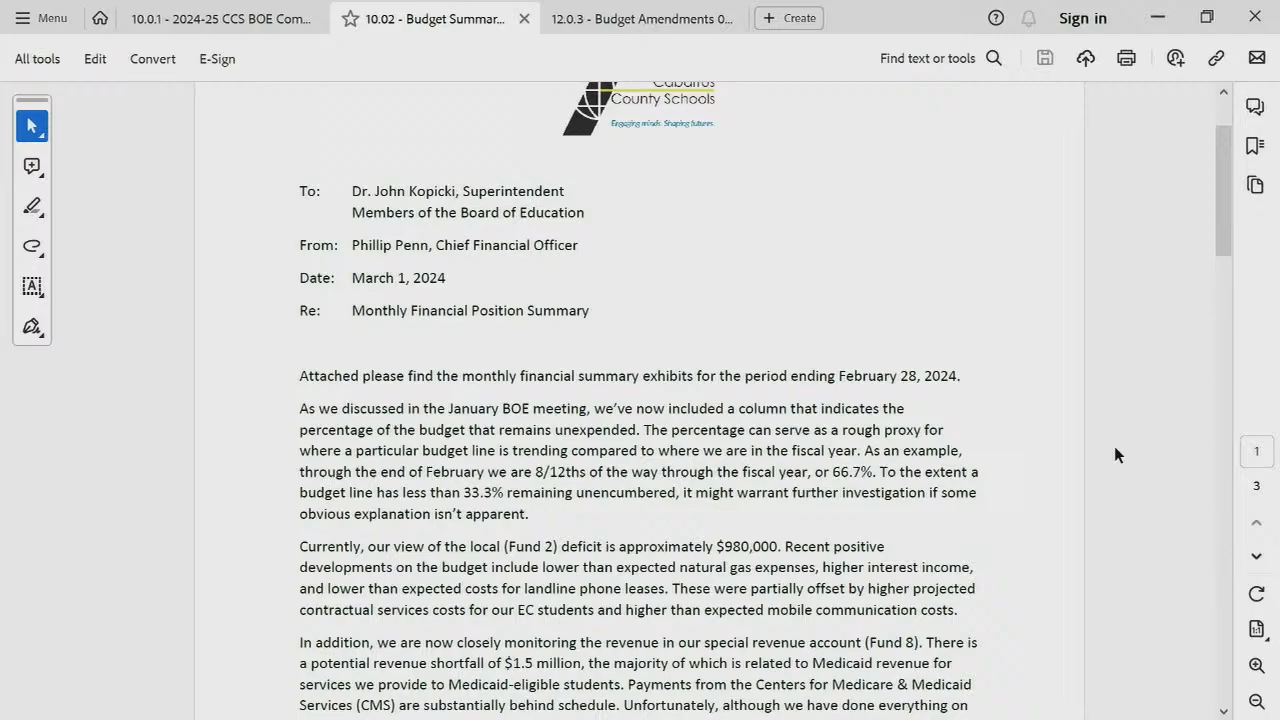 Menu
10.0.1 - 2024-25 CCS BOE Com...
10.02 - Budget Summar...
12.0.3 - Budget Amendments 0...
Create
Sign in
All tools
Edit
Convert
E-Sign
Find text or tools
Cabarrus
County Schools
Engaging minds. Shaping futures.
To: Dr. John Kopicki, Superintendent
Members of the Board of Education
From: Phillip Penn, Chief Financial Officer
Date: March 1, 2024
Re: Monthly Financial Position Summary
Attached please find the monthly financial summary exhibits for the period ending February 28, 2024.
As we discussed in the January BOE meeting, we've now included a column that indicates the
percentage of the budget that remains unexpended. The percentage can serve as a rough proxy for
where a particular budget line is trending compared to where we are in the fiscal year. As an example,
through the end of February we are 8/12ths of the way through the fiscal year, or 66.7%. To the extent a
budget line has less than 33.3% remaining unencumbered, it might warrant further investigation if some
obvious explanation isn't apparent.
Currently, our view of the local (Fund 2) deficit is approximately $980,000. Recent positive
developments on the budget include lower than expected natural gas expenses, higher interest income,
and lower than expected costs for landline phone leases. These were partially offset by higher projected
contractual services costs for our EC students and higher than expected mobile communication costs.
In addition, we are now closely monitoring the revenue in our special revenue account (Fund 8). There is
a potential revenue shortfall of $1.5 million, the majority of which is related to Medicaid revenue for
services we provide to Medicaid-eligible students. Payments from the Centers for Medicare & Medicaid
Services (CMS) are substantially behind schedule. Unfortunately, although we have done everything on
1
3